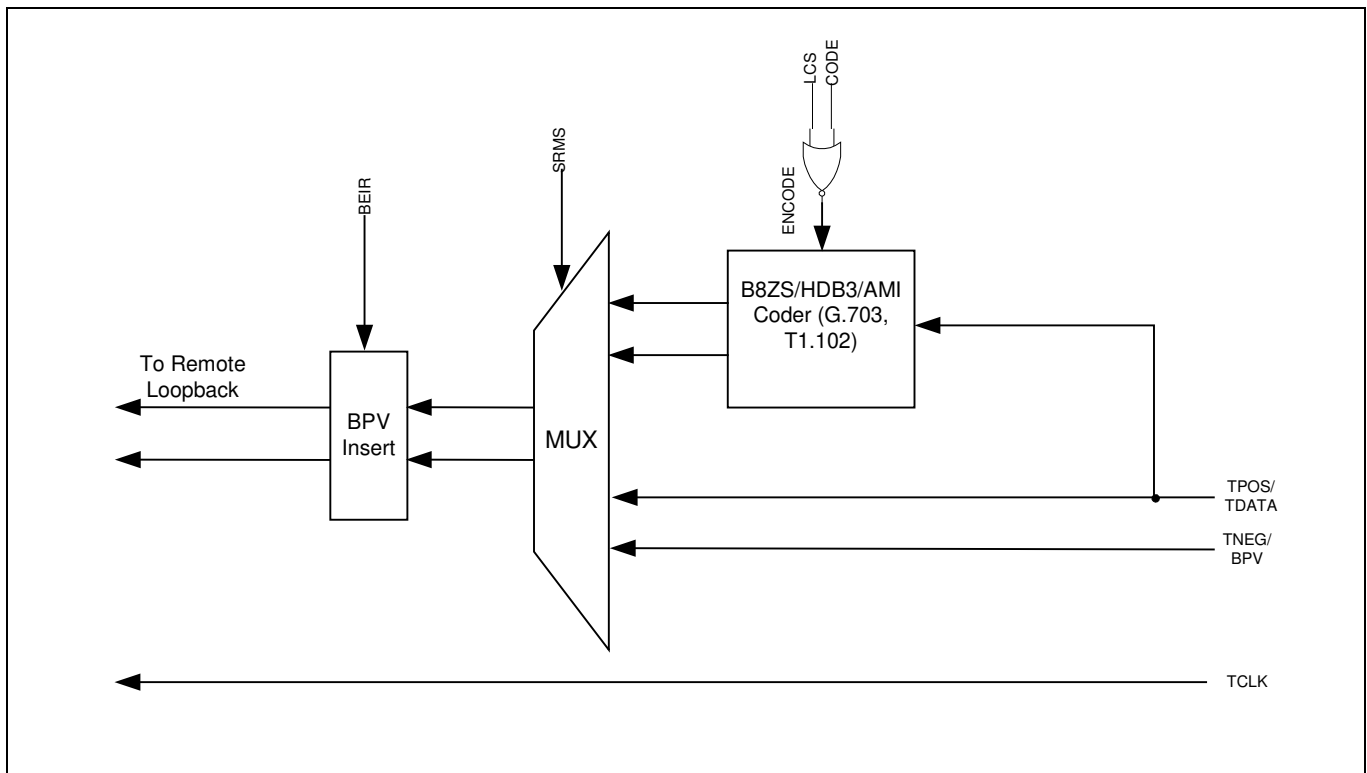 LCS
CODE
SRMS
BEIR
ENCODE
B8ZS/HDB3/AMI
Coder (G.703,
T1.102)
To Remote
Loopback
BPV
Insert
MUX
TPOS/
TDATA
TNEG/
BPV
TCLK